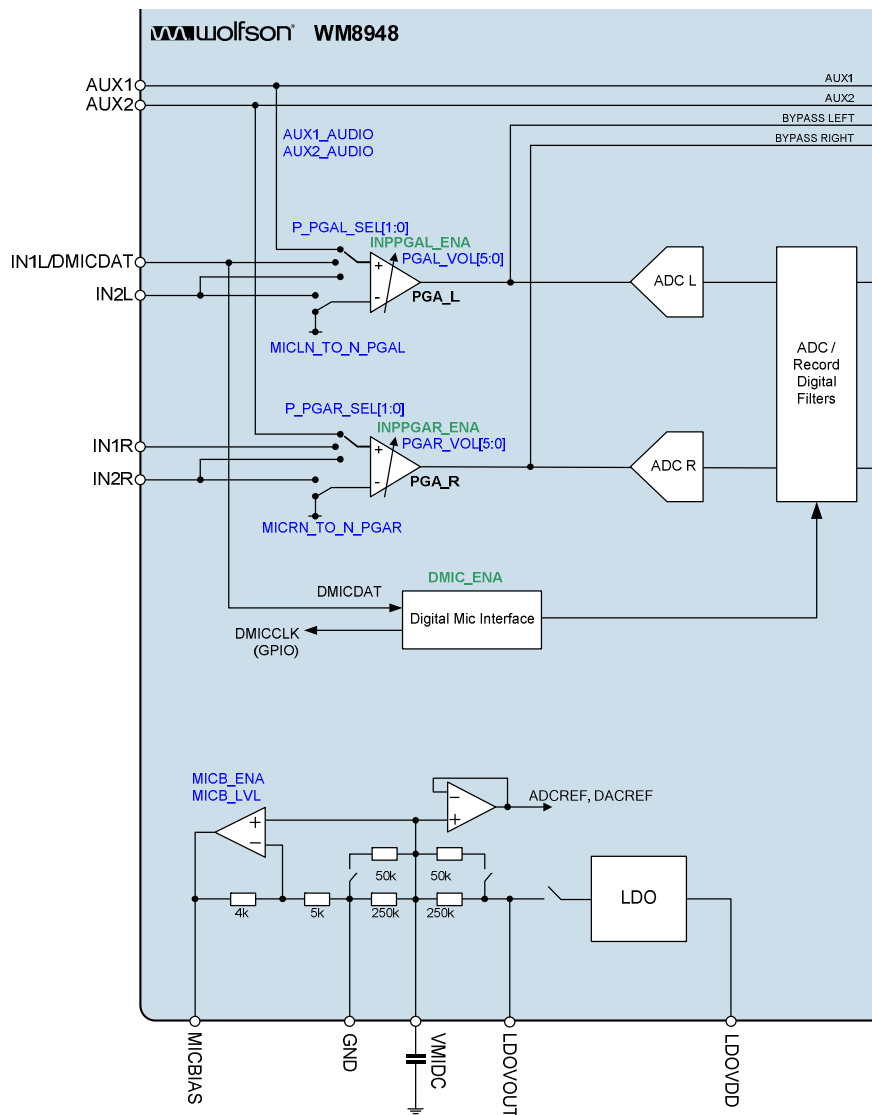 wolfson® WM8948
AUX1
AUX2
AUX1
AUX2
BYPASS LEFT
BYPASS RIGHT
AUX1_AUDIO
AUX2_AUDIO
P_PGAL_SEL[1:0]
INPPGAL_ENA
PGAL_VOL[5:0]
IN1L/DMICDAT
+
-
PGA_L
IN2L
MICLN_TO_N_PGAL
ADC L
ADC /
Record
Digital
Filters
P_PGAR_SEL[1:0]
INPPGAR_ENA
PGAR_VOL[5:0]
IN1R
+
-
PGA_R
IN2R
MICRN_TO_N_PGAR
ADC R
DMIC_ENA
DMICDAT
Digital Mic Interface
DMICCLK
(GPIO)
MICB_ENA
MICB_LVL
+
−
−
+
ADCREF, DACREF
50k
50k
4k
5k
250k
250k
LDO
MICBIAS
GND
VMIDC
LDOVOUT
LDOVDD